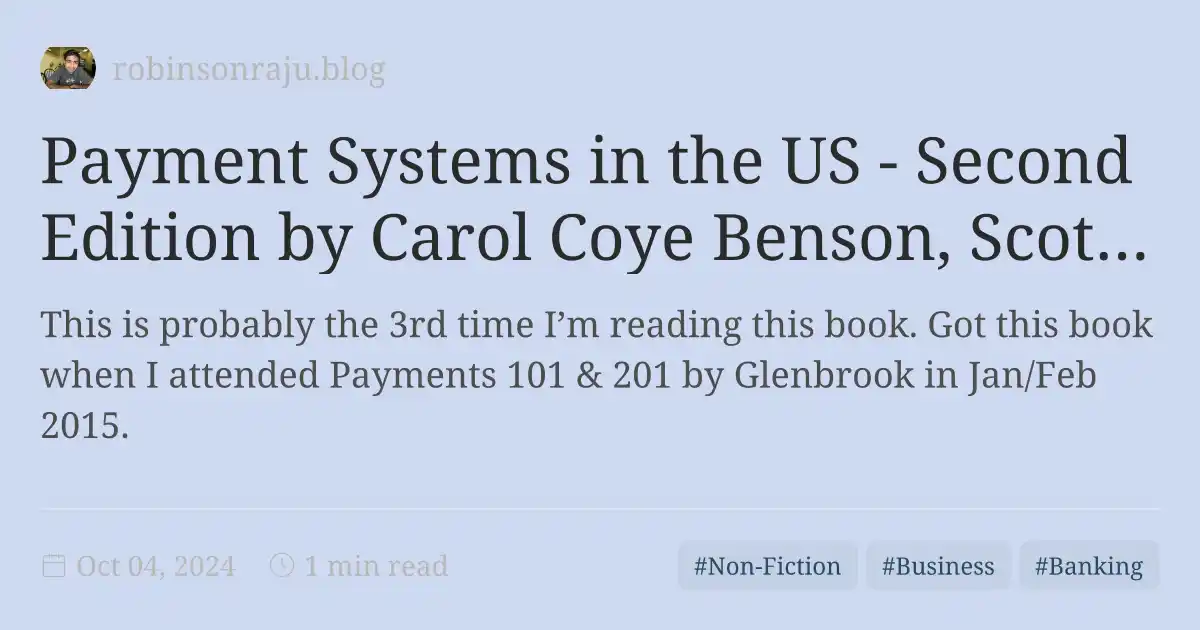 robinsonraju.blog
Payment Systems in the US - Second
Edition by Carol Coye Benson, Scot...
This is probably the 3rd time I’m reading this book. Got this book
when I attended Payments 101 & 201 by Glenbrook in Jan/Feb
2015.
Oct 04, 2024 1 min read #Non-Fiction #Business #Banking